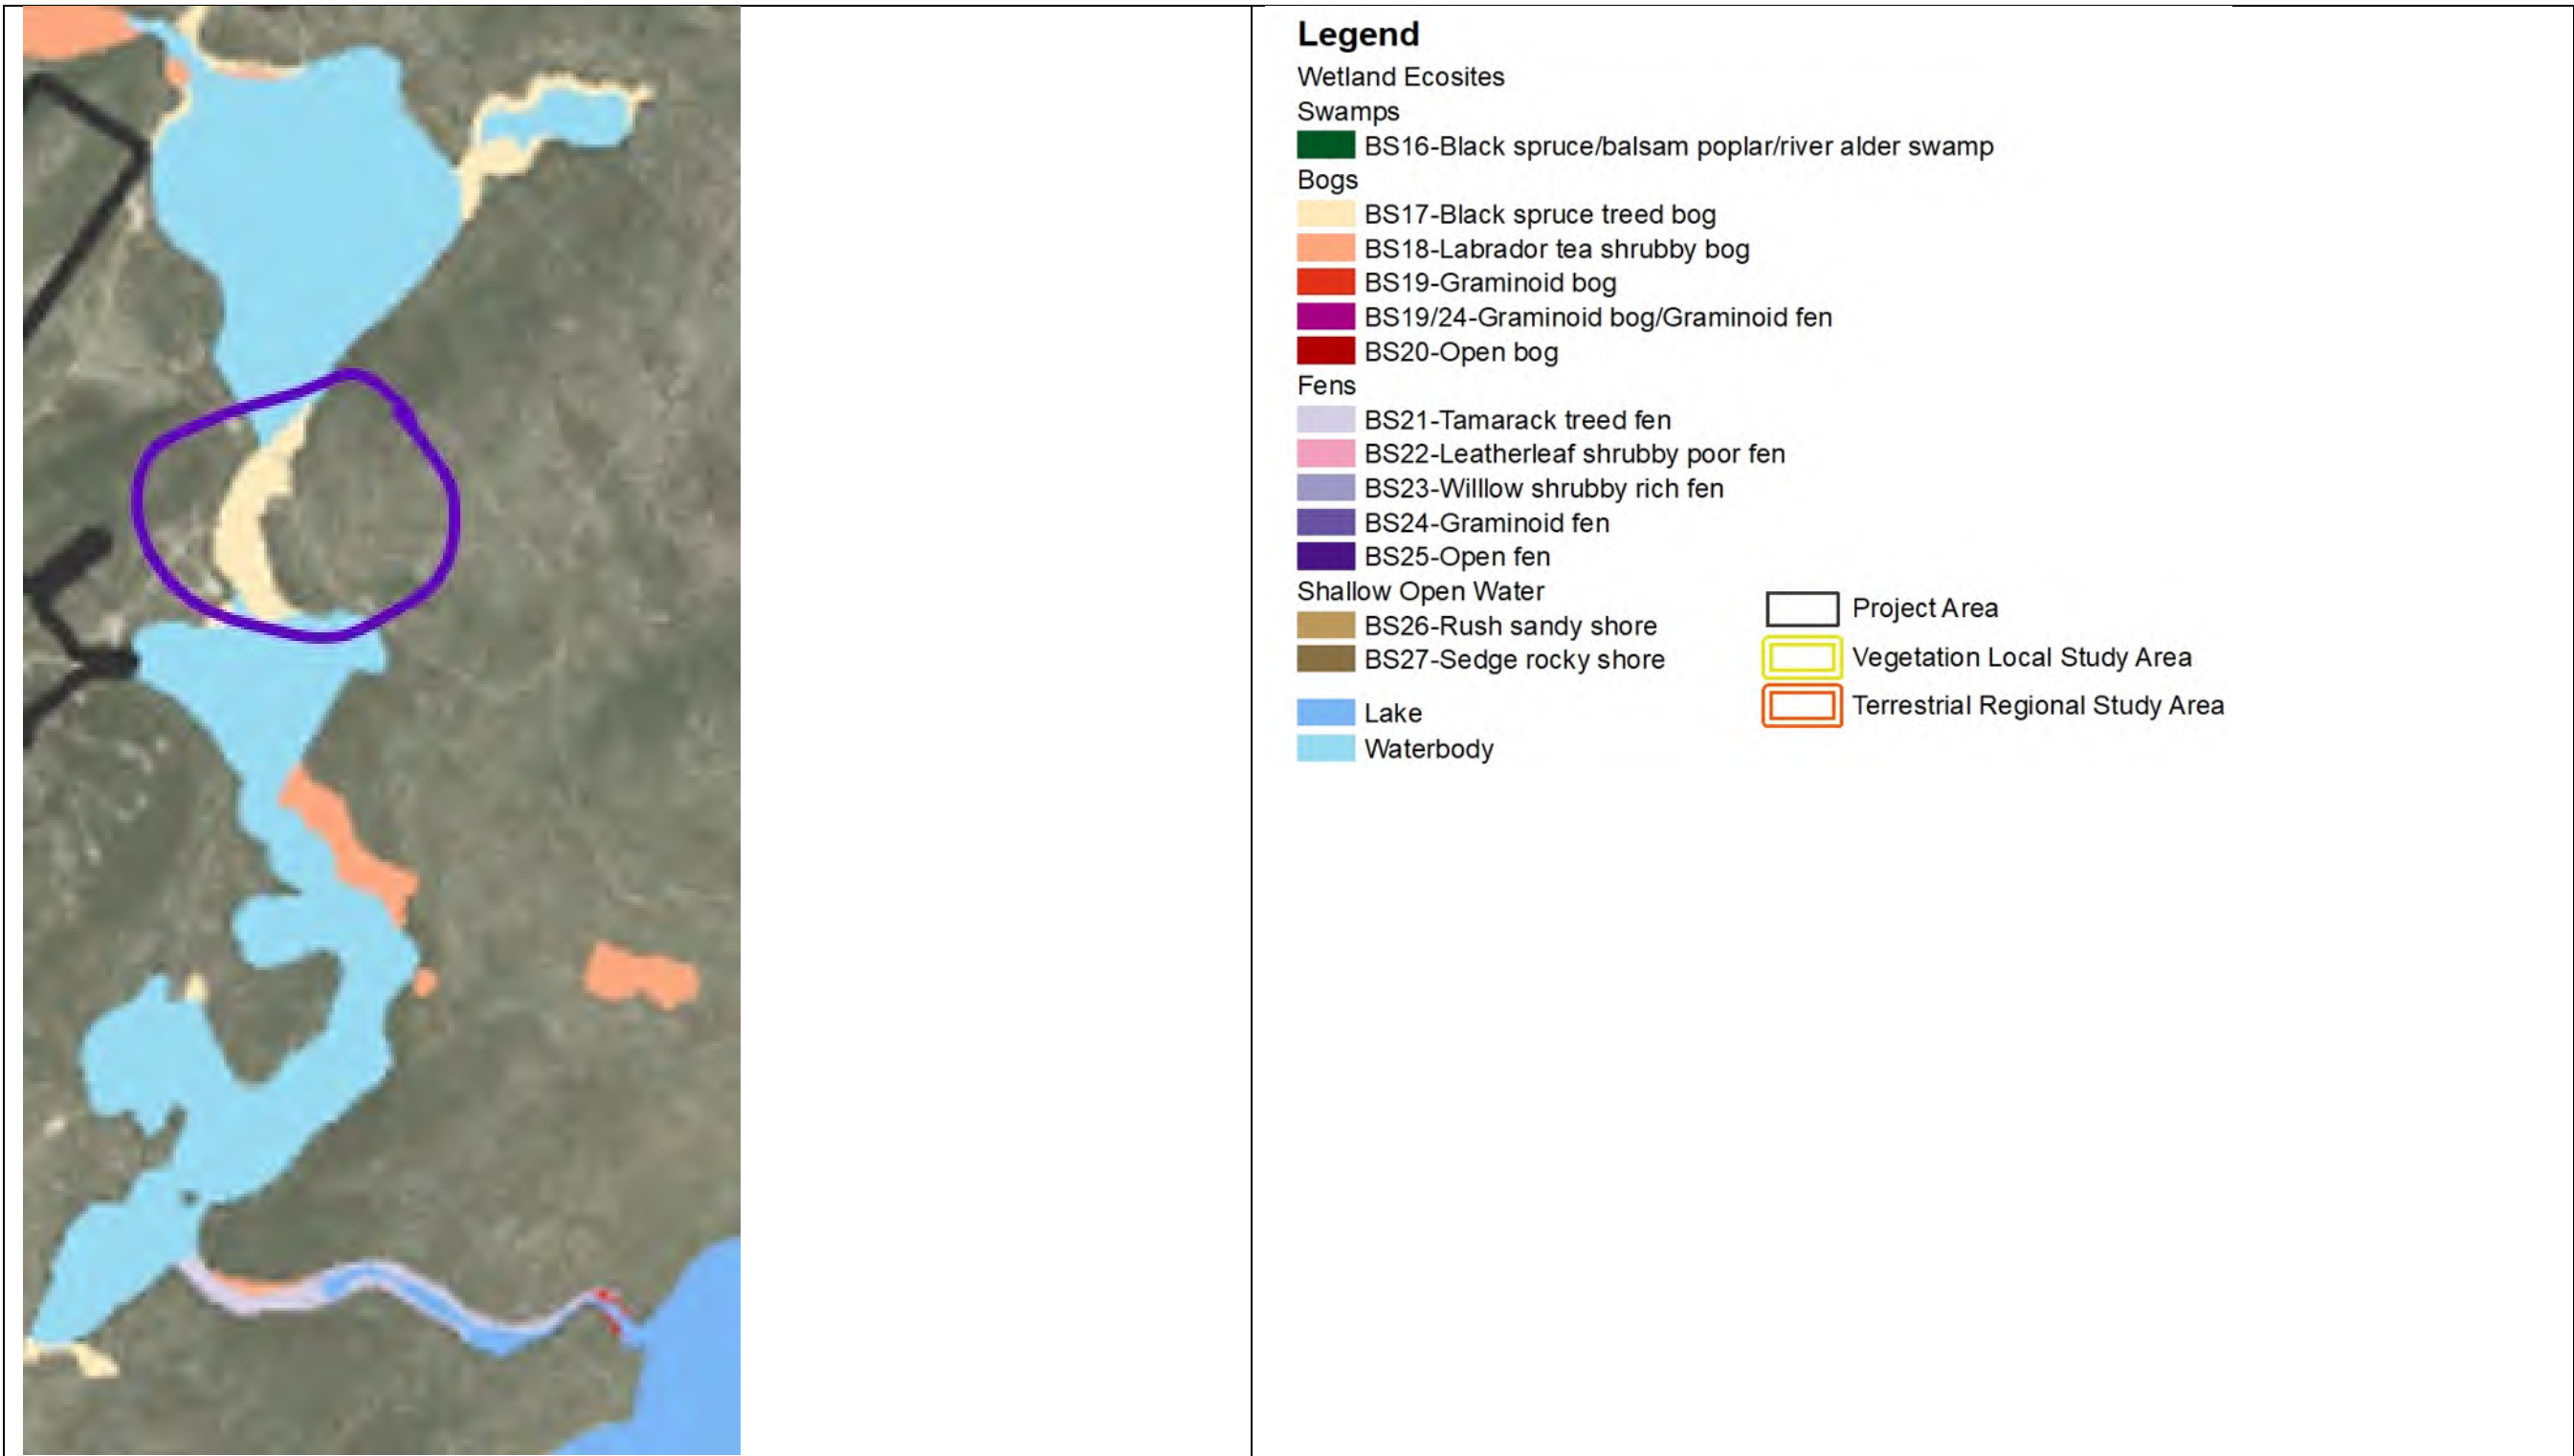 Legend
Wetland Ecosites
Swamps
BS16-Black spruce/balsam poplar/river alder swamp
Bogs
BS17-Black spruce treed bog
BS18-Labrador tea shrubby bog
BS19-Graminoid bog
BS19/24-Graminoid bog/Graminoid fen
BS20-Open bog
Fens
BS21-Tamarack treed fen
BS22-Leatherleaf shrubby poor fen
BS23-Willlow shrubby rich fen
BS24-Graminoid fen
BS25-Open fen
Shallow Open Water
BS26-Rush sandy shore
BS27-Sedge rocky shore
Lake
Waterbody
Project Area
Vegetation Local Study Area
Terrestrial Regional Study Area